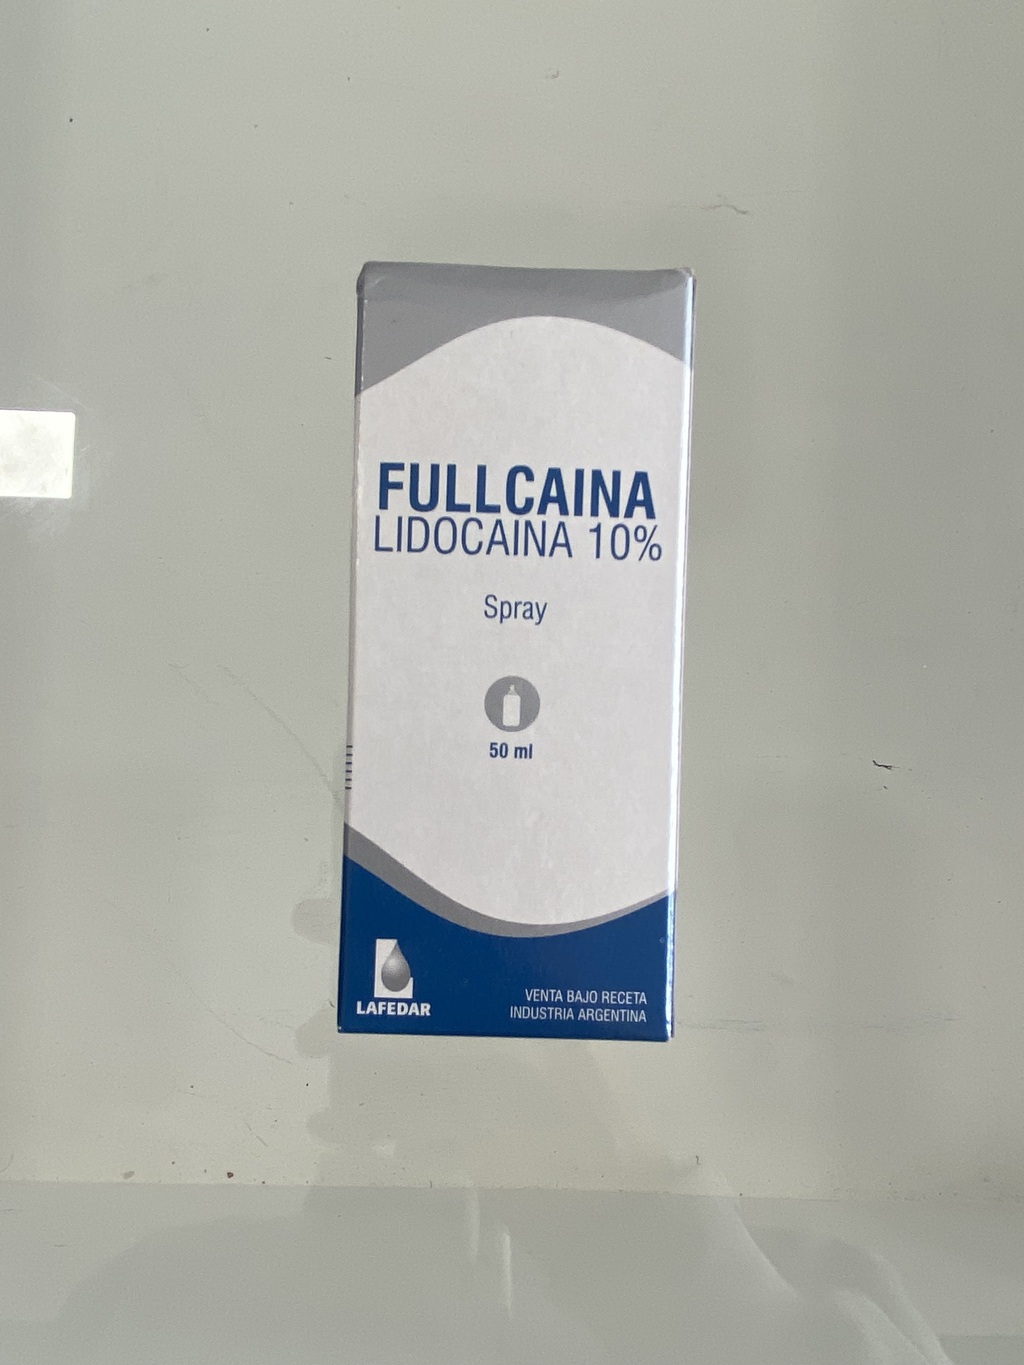 FULLCAINA
LIDOCAINA 10%
Spray
50 ml
LAFEDAR
VENTA BAJO RECETA
INDUSTRIA ARGENTINA